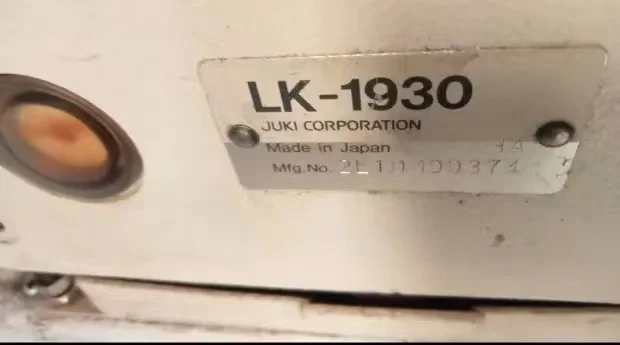 LK-1930
JUKI CORPORATION
Made in Japan
Mfg.No.